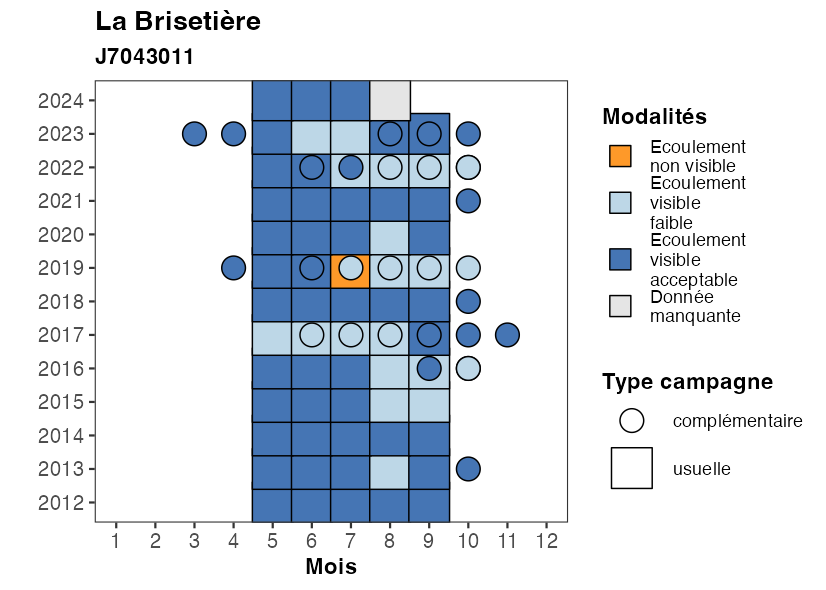 La Brisetière
J7043011
2024
2023
2022
2021
2020
2019
2018
2017
2016
2015
2014
2013
2012
1 2 3 4 5 6 7 8 9 10 11 12
Mois
Modalités
Ecoulement
non visible
Ecoulement
visible
faible
Ecoulement
visible
acceptable
Donnée
manquante
Type campagne
complémentaire
usuelle